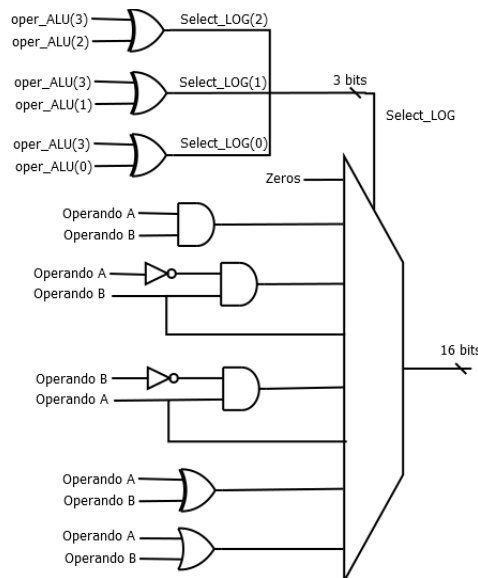 oper_ALU(3)
oper_ALU(2)
Select_LOG(2)
oper_ALU(3)
oper_ALU(1)
Select_LOG(1)
3 bits
Select_LOG
oper_ALU(3)
oper_ALU(0)
Select_LOG(0)
Zeros
Operando A
Operando B
Operando A
Operando B
16 bits
Operando B
Operando A
Operando A
Operando B
Operando A
Operando B